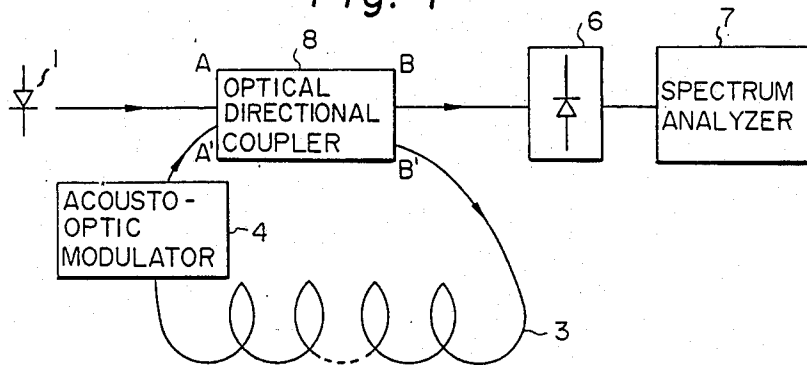 Fig. 1
1
8
6
7
A
B
OPTICAL
DIRECTIONAL
COUPLER
SPECTRUM
ANALYZER
A'
B'
ACOUSTO-
OPTIC
MODULATOR
4
3